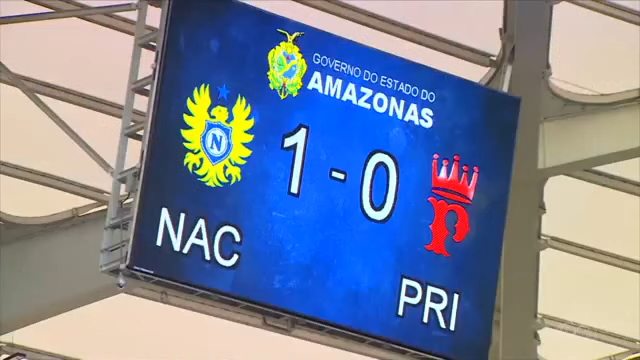 GOVERNO DO ESTADO DO
AMAZONAS
N
1 - 0
P
NAC
PRI